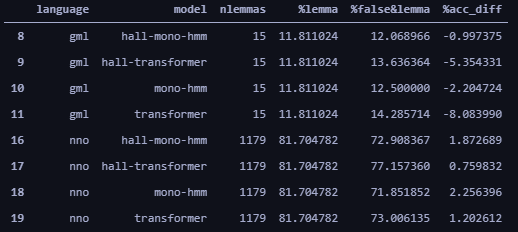 language model nlemmas %lemma %false&lemma %acc_diff
8 gml hall-mono-hmm 15 11.811024 12.068966 -0.997375
9 gml hall-transformer 15 11.811024 13.636364 -5.354331
10 gml mono-hmm 15 11.811024 12.500000 -2.204724
11 gml transformer 15 11.811024 14.285714 -8.083990
16 nno hall-mono-hmm 1179 81.704782 72.908367 1.872689
17 nno hall-transformer 1179 81.704782 77.157360 0.759832
18 nno mono-hmm 1179 81.704782 71.851852 2.256396
19 nno transformer 1179 81.704782 73.006135 1.202612